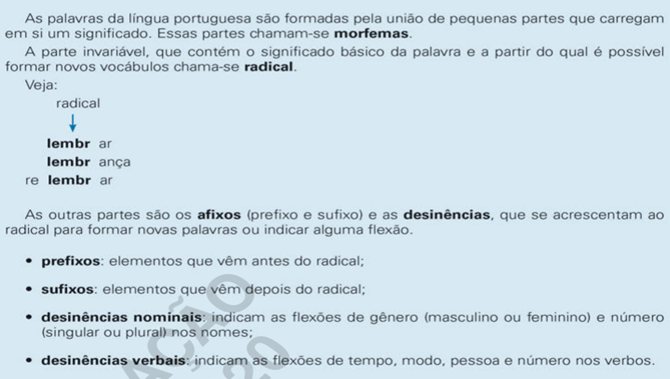 As palavras da língua portuguesa são formadas pela união de pequenas partes que carregam
em si um significado. Essas partes chamam-se morfemas.
A parte invariável, que contém o significado básico da palavra e a partir do qual é possível
formar novos vocábulos chama-se radical.
Veja:
radical
lembr ar
lembr ança
re lembr ar
As outras partes são os afixos (prefixo e sufixo) e as desinências, que se acrescentam ao
radical para formar novas palavras ou indicar alguma flexão.
• prefixos: elementos que vêm antes do radical;
• sufixos: elementos que vêm depois do radical;
• desinências nominais: indicam as flexões de gênero (masculino ou feminino) e número
(singular ou plural) nos nomes;
• desinências verbais: indicam as flexões de tempo, modo, pessoa e número nos verbos.